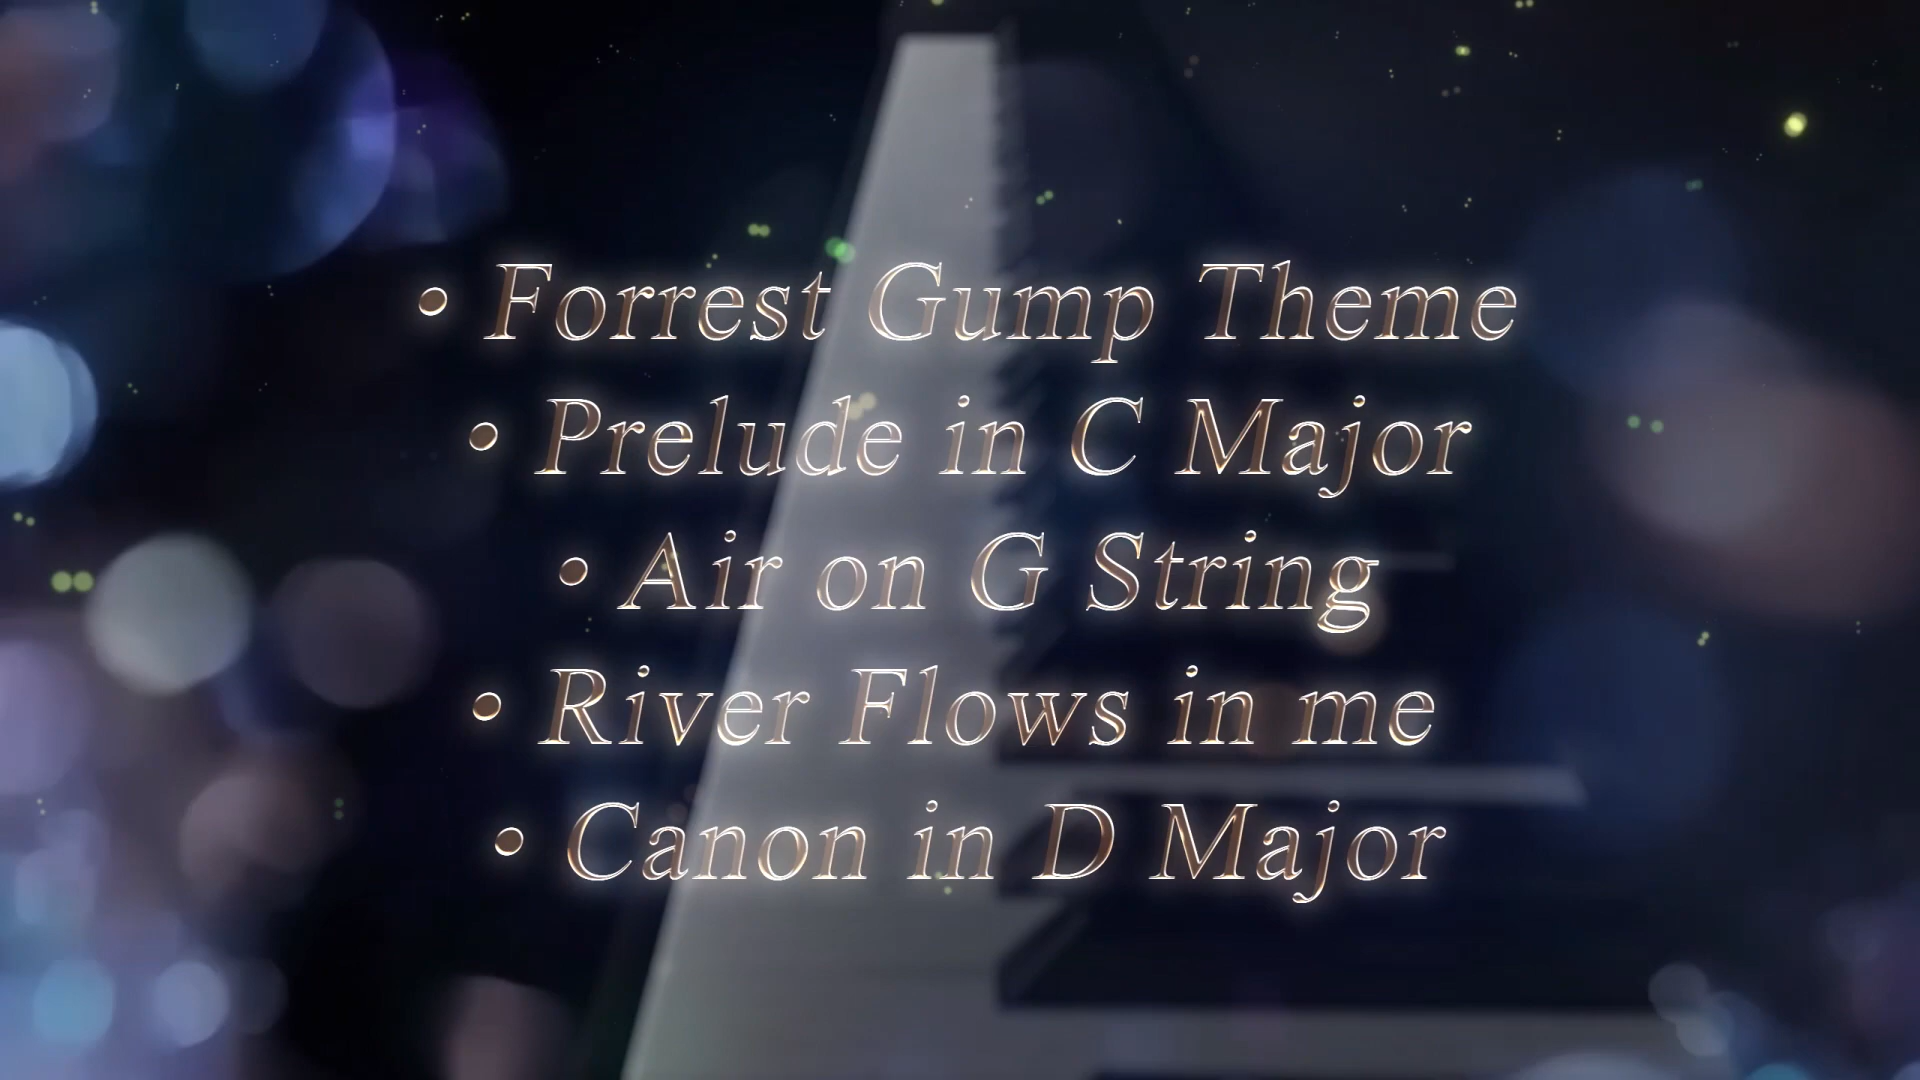 • Forrest Gump Theme
• Prelude in C Major
• Air on G String
• River Flows in me
• Canon in D Major